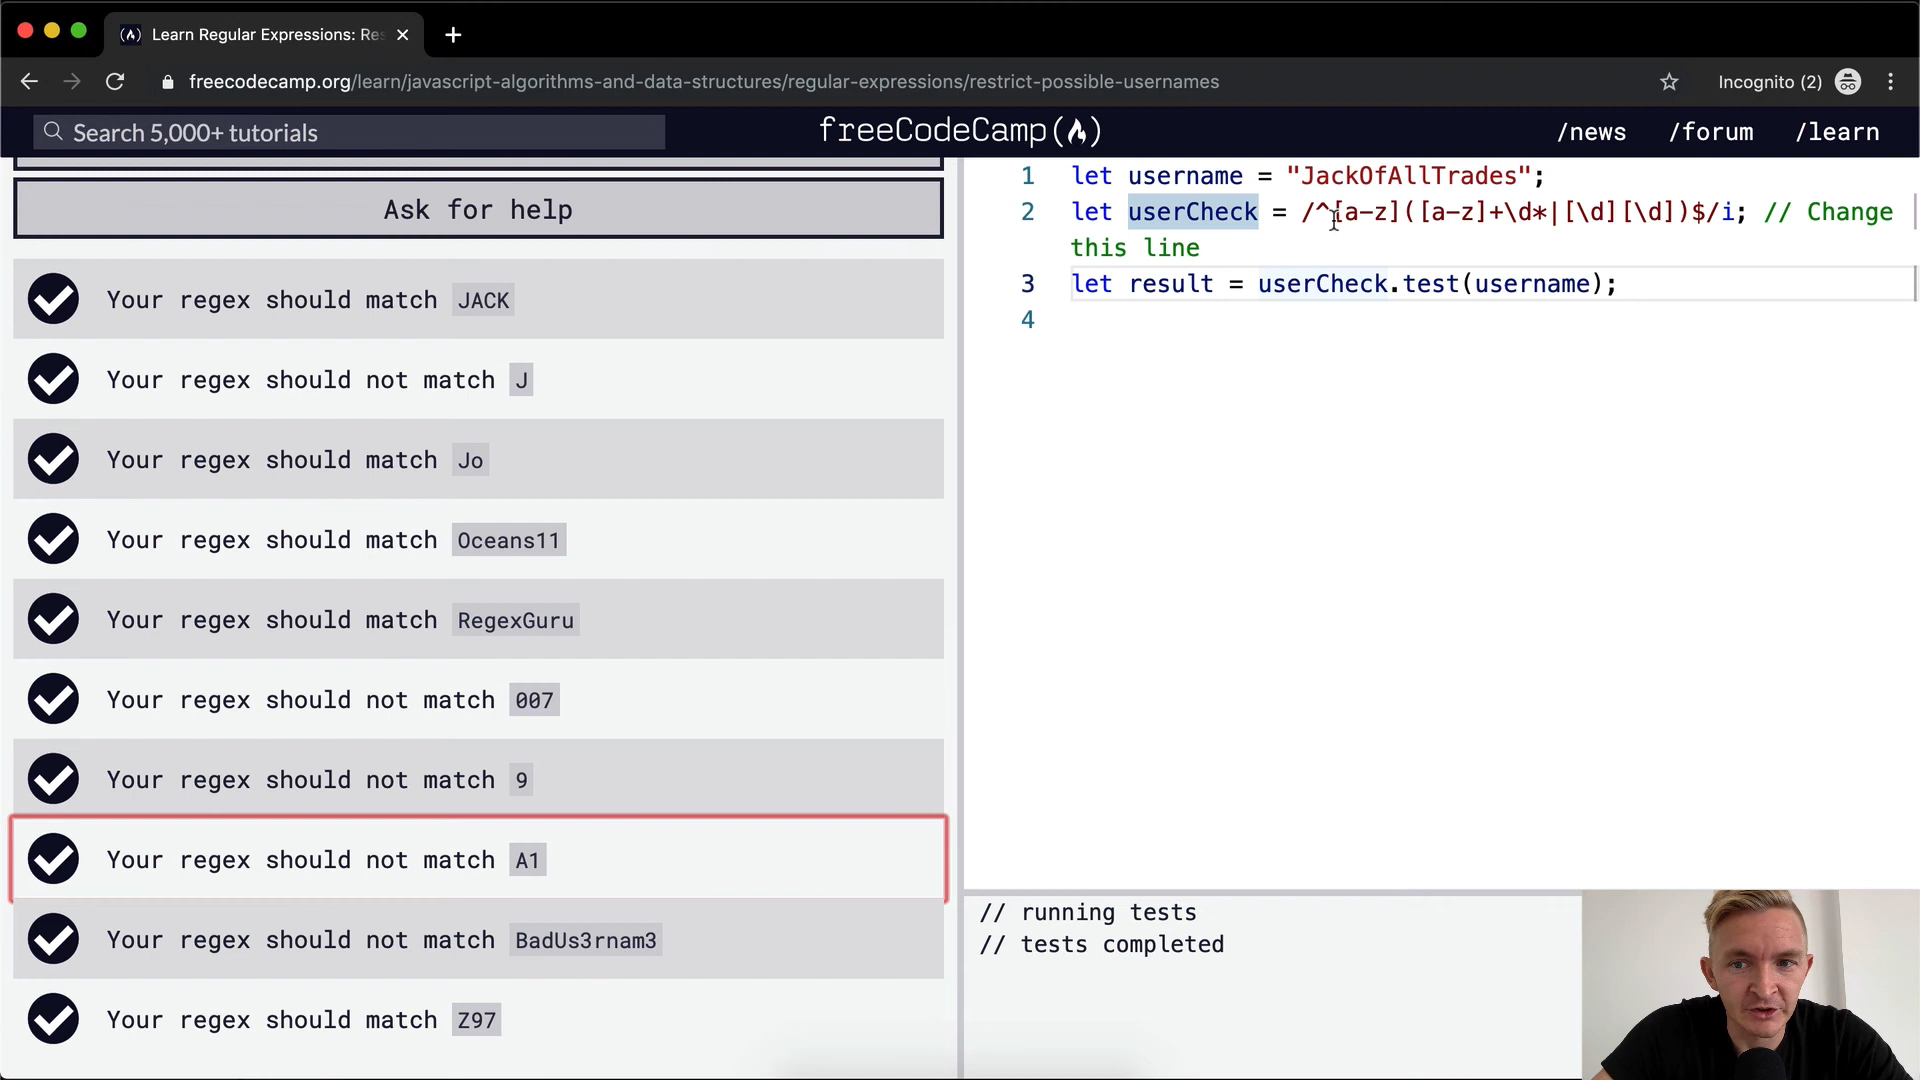 Learn Regular Expressions: Res
freecodecamp.org/learn/javascript-algorithms-and-data-structures/regular-expressions/restrict-possible-usernames
Incognito (2)
Search 5,000+ tutorials
freeCodeCamp
/news
/forum
/learn
Ask for help
Your regex should match JACK
Your regex should not match J
Your regex should match Jo
Your regex should match Oceans11
Your regex should match RegexGuru
Your regex should not match 007
Your regex should not match 9
Your regex should not match A1
Your regex should not match BadUs3rnam3
Your regex should match Z97
1 let username = "JackOfAllTrades";
2 let userCheck = /^[a-z]([a-z]+\d*|[\d][\d])$/i; // Change
this line
3 let result = userCheck.test(username);
4
// running tests
// tests completed